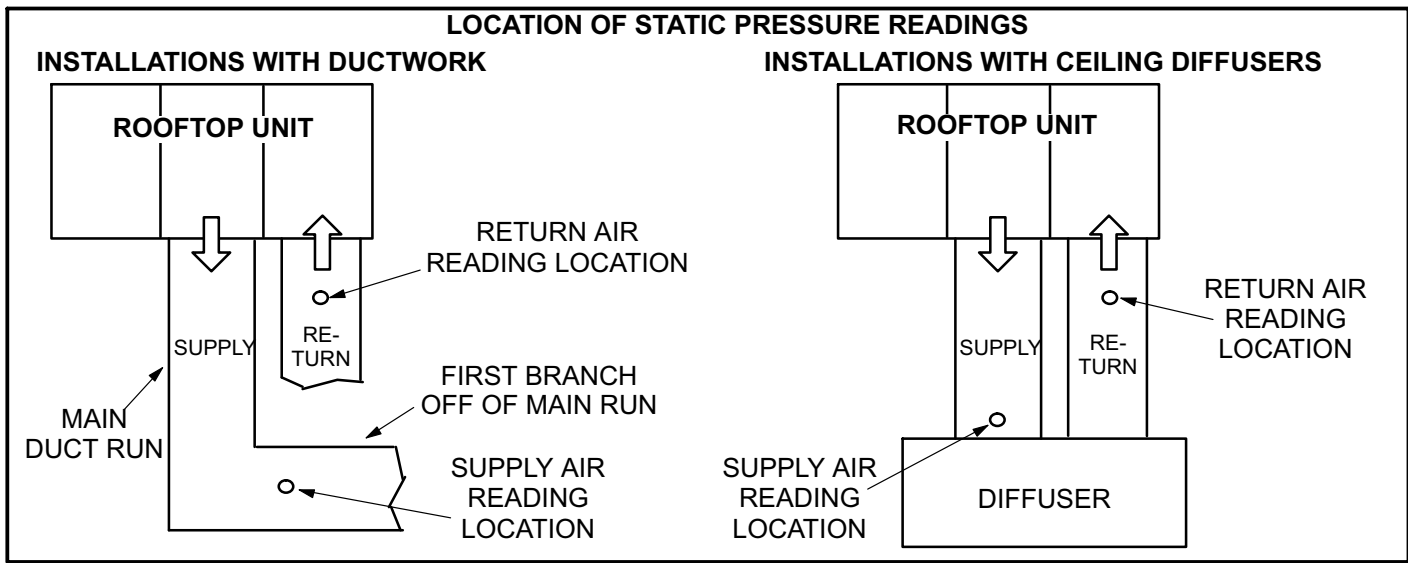 LOCATION OF STATIC PRESSURE READINGS
INSTALLATIONS WITH DUCTWORK
ROOFTOP UNIT
RETURN AIR
READING LOCATION
SUPPLY
RE-
TURN
FIRST BRANCH
OFF OF MAIN RUN
MAIN
DUCT RUN
SUPPLY AIR
READING
LOCATION
INSTALLATIONS WITH CEILING DIFFUSERS
ROOFTOP UNIT
RETURN AIR
READING
LOCATION
SUPPLY
RE-
TURN
SUPPLY AIR
READING
LOCATION
DIFFUSER